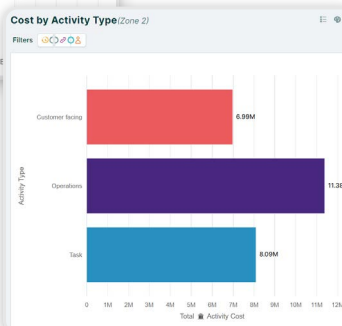 Cost by Activity Type (Zone 2)
Filters
Customer facing
6.99M
Activity Type
Operations
11.38
Task
8.09M
0 1M 2M 3M 4M 5M 6M 7M 8M 9M 10M 11M 12M
Total Activity Cost